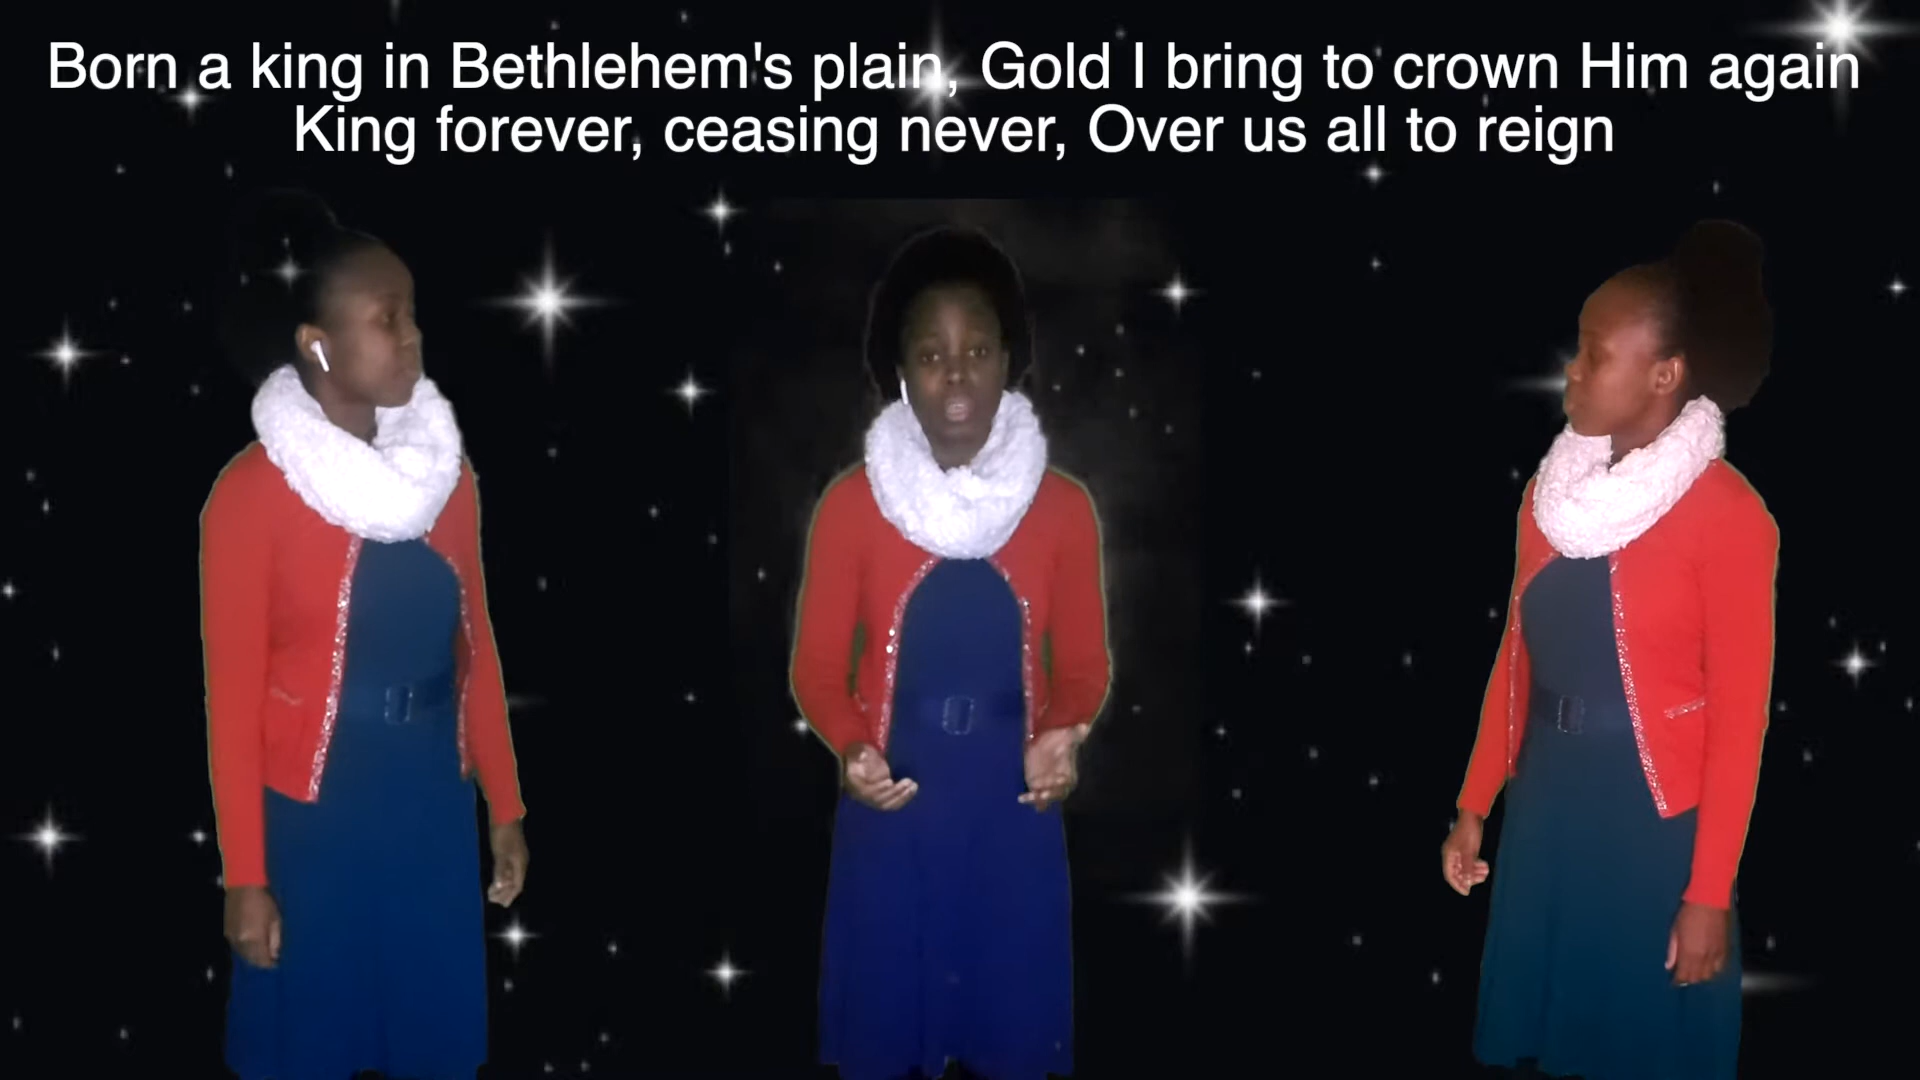 Born a king in Bethlehem's plain, Gold I bring to crown Him again
King forever, ceasing never, Over us all to reign